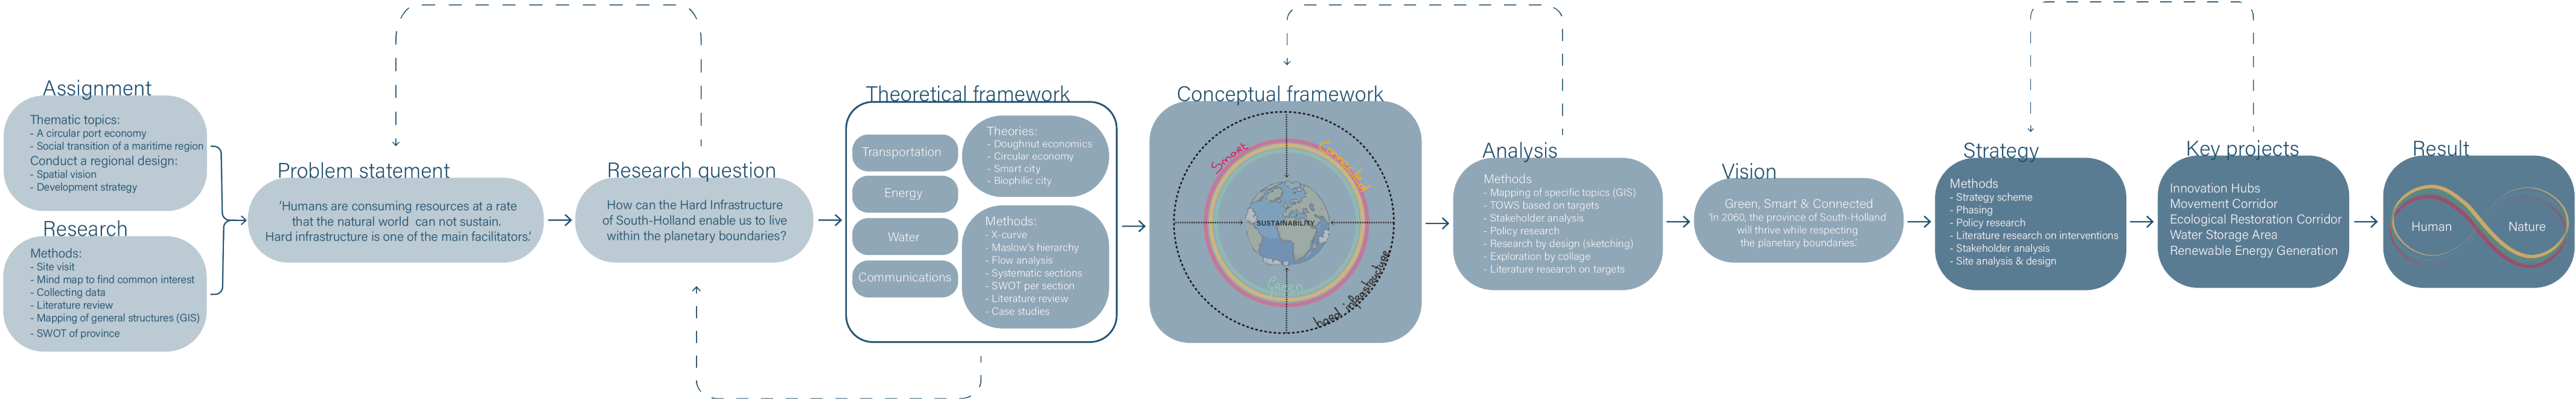 Assignment
Thematic topics:
- A circular port economy
- Social transition of a maritime region
Conduct a regional design:
- Spatial vision
- Development strategy
Research
Methods:
- Site visit
- Mind map to find common interest
- Collecting data
- Literature review
- Mapping of general structures (GIS)
- SWOT of province
Problem statement
'Humans are consuming resources at a rate
that the natural world can not sustain.
Hard infrastructure is one of the main facilitators.'
Research question
How can the Hard Infrastructure
of South-Holland enable us to live
within the planetary boundaries?
Theoretical framework
Transportation
Energy
Water
Communications
Theories:
- Doughnut economics
- Circular economy
- Smart city
- Biophilic city
Methods:
- X-curve
- Maslow's hierarchy
- Flow analysis
- Systematic sections
- SWOT per section
- Literature review
- Case studies
Conceptual framework
Smart
Connected
SUSTAINABILITY
Green
hard infrastructure
Analysis
Methods
- Mapping of specific topics (GIS)
- TOWS based on targets
- Stakeholder analysis
- Policy research
- Research by design (sketching)
- Exploration by collage
- Literature research on targets
Vision
Green, Smart & Connected
'In 2060, the province of South-Holland
will thrive while respecting
the planetary boundaries.'
Strategy
Methods
- Strategy scheme
- Phasing
- Policy research
- Literature research on interventions
- Stakeholder analysis
- Site analysis & design
Key projects
Innovation Hubs
Movement Corridor
Ecological Restoration Corridor
Water Storage Area
Renewable Energy Generation
Result
Human
Nature